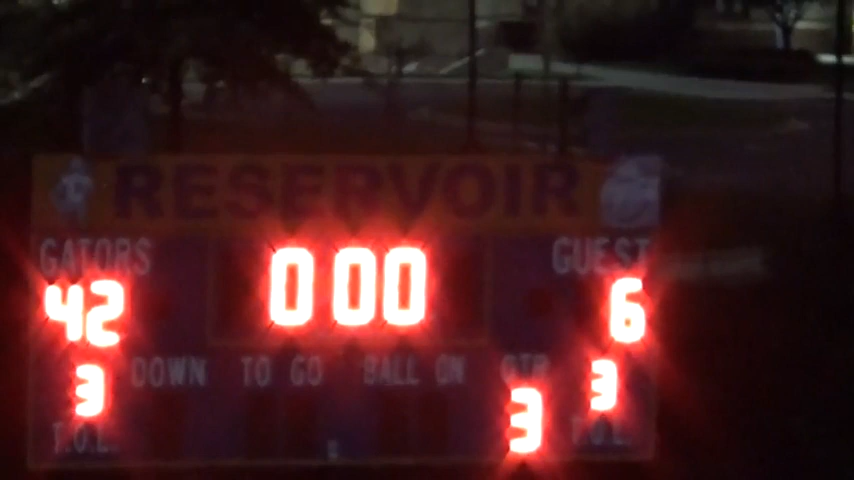 RESERVOIR
GATORS 0 00 GUEST
42 6
DOWN TO GO BALL ON QTR
3 3 3
T.O.L. T.O.L.